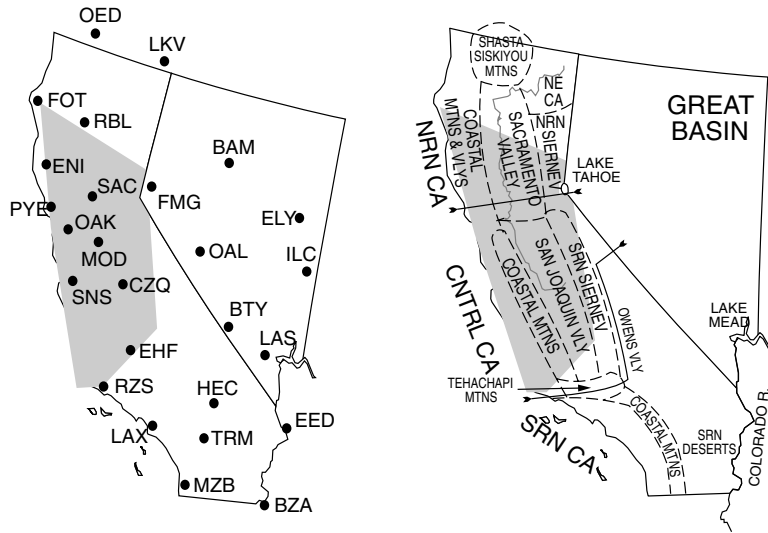 OED
LKV
FOT
RBL
BAM
ENI
SAC
FMG
PYE
OAK
ELY
MOD
OAL
ILC
SNS
CZQ
BTY
EHF
LAS
RZS
HEC
LAX
TRM
EED
MZB
BZA
SHASTA
SISKIYOU
MTNS
NE
CA
GREAT
BASIN
COASTAL
MTNS & VLYS
SACRAMENTO
VALLEY
NRN SIERNEV
NRN CA
LAKE
TAHOE
COASTAL MTNS
SAN JOAQUIN VLY
SRN SIERNEV
CNTRL CA
OWENS VLY
LAKE
MEAD
TEHACHAPI
MTNS
SRN CA
COASTAL MTNS
SRN
DESERTS
COLORADO R.